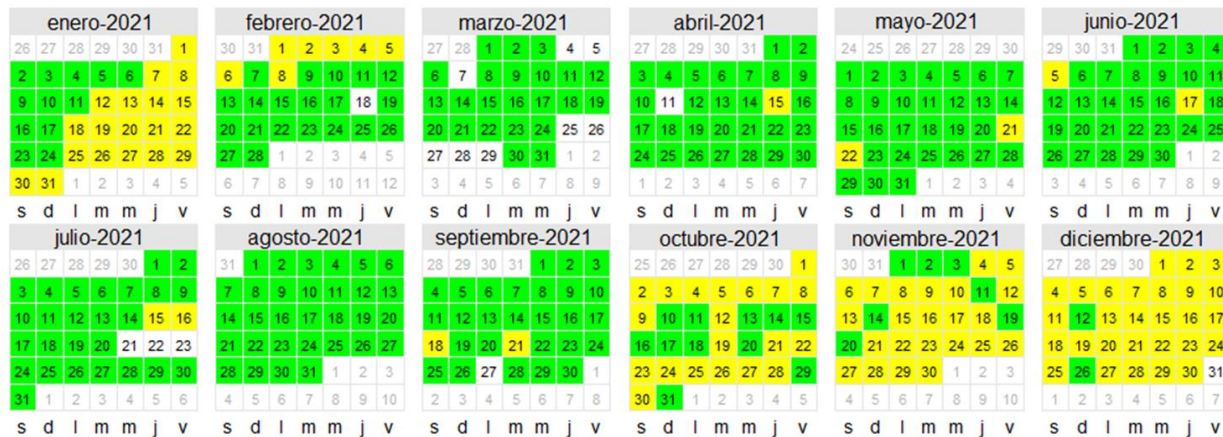 enero-2021
26 27 28 29 30 31 1
2 3 4 5 6 7 8
9 10 11 12 13 14 15
16 17 18 19 20 21 22
23 24 25 26 27 28 29
30 31 1 2 3 4 5
s d l m m j v
febrero-2021
30 31 1 2 3 4 5
6 7 8 9 10 11 12
13 14 15 16 17 18 19
20 21 22 23 24 25 26
27 28 1 2 3 4 5
6 7 8 9 10 11 12
s d l m m j v
marzo-2021
27 28 1 2 3 4 5
6 7 8 9 10 11 12
13 14 15 16 17 18 19
20 21 22 23 24 25 26
27 28 29 30 31 1 2
3 4 5 6 7 8 9
s d l m m j v
abril-2021
27 28 29 30 31 1 2
3 4 5 6 7 8 9
10 11 12 13 14 15 16
17 18 19 20 21 22 23
24 25 26 27 28 29 30
1 2 3 4 5 6 7
s d l m m j v
mayo-2021
24 25 26 27 28 29 30
1 2 3 4 5 6 7
8 9 10 11 12 13 14
15 16 17 18 19 20 21
22 23 24 25 26 27 28
29 30 31 1 2 3 4
s d l m m j v
junio-2021
29 30 31 1 2 3 4
5 6 7 8 9 10 11
12 13 14 15 16 17 18
19 20 21 22 23 24 25
26 27 28 29 30 1 2
3 4 5 6 7 8 9
s d l m m j v
julio-2021
26 27 28 29 30 1 2
3 4 5 6 7 8 9
10 11 12 13 14 15 16
17 18 19 20 21 22 23
24 25 26 27 28 29 30
31 1 2 3 4 5 6
s d l m m j v
agosto-2021
31 1 2 3 4 5 6
7 8 9 10 11 12 13
14 15 16 17 18 19 20
21 22 23 24 25 26 27
28 29 30 31 1 2 3
4 5 6 7 8 9 10
s d l m m j v
septiembre-2021
28 29 30 31 1 2 3
4 5 6 7 8 9 10
11 12 13 14 15 16 17
18 19 20 21 22 23 24
25 26 27 28 29 30 1
2 3 4 5 6 7 8
s d l m m j v
octubre-2021
25 26 27 28 29 30 1
2 3 4 5 6 7 8
9 10 11 12 13 14 15
16 17 18 19 20 21 22
23 24 25 26 27 28 29
30 31 1 2 3 4 5
s d l m m j v
noviembre-2021
30 31 1 2 3 4 5
6 7 8 9 10 11 12
13 14 15 16 17 18 19
20 21 22 23 24 25 26
27 28 29 30 1 2 3
4 5 6 7 8 9 10
s d l m m j v
diciembre-2021
27 28 29 30 1 2 3
4 5 6 7 8 9 10
11 12 13 14 15 16 17
18 19 20 21 22 23 24
25 26 27 28 29 30 31
1 2 3 4 5 6 7
s d l m m j v